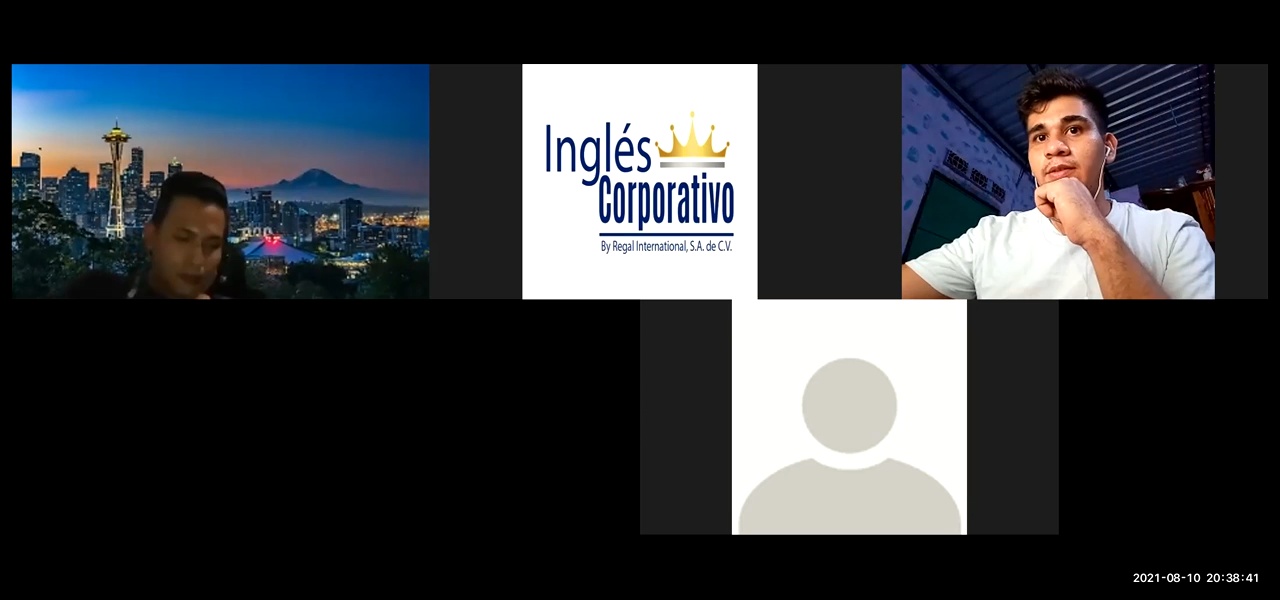 Inglés
Corporativo
By Regal International, S.A. de C.V.
2021-08-10 20:38:41